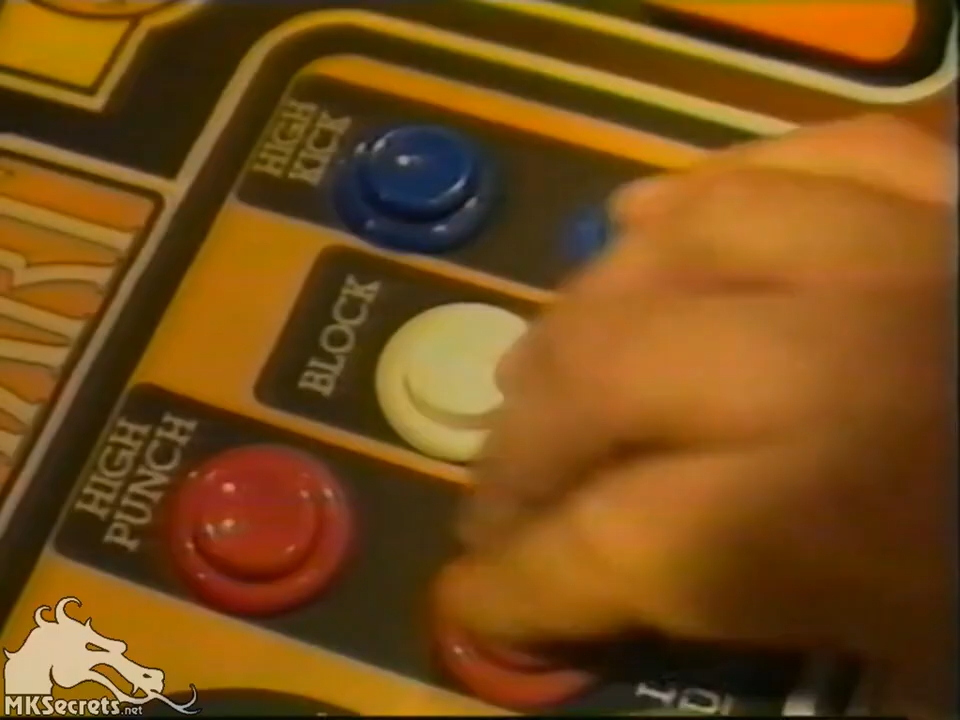 HIGH
KICK
BLOCK
HIGH
PUNCH
MKSecrets.net